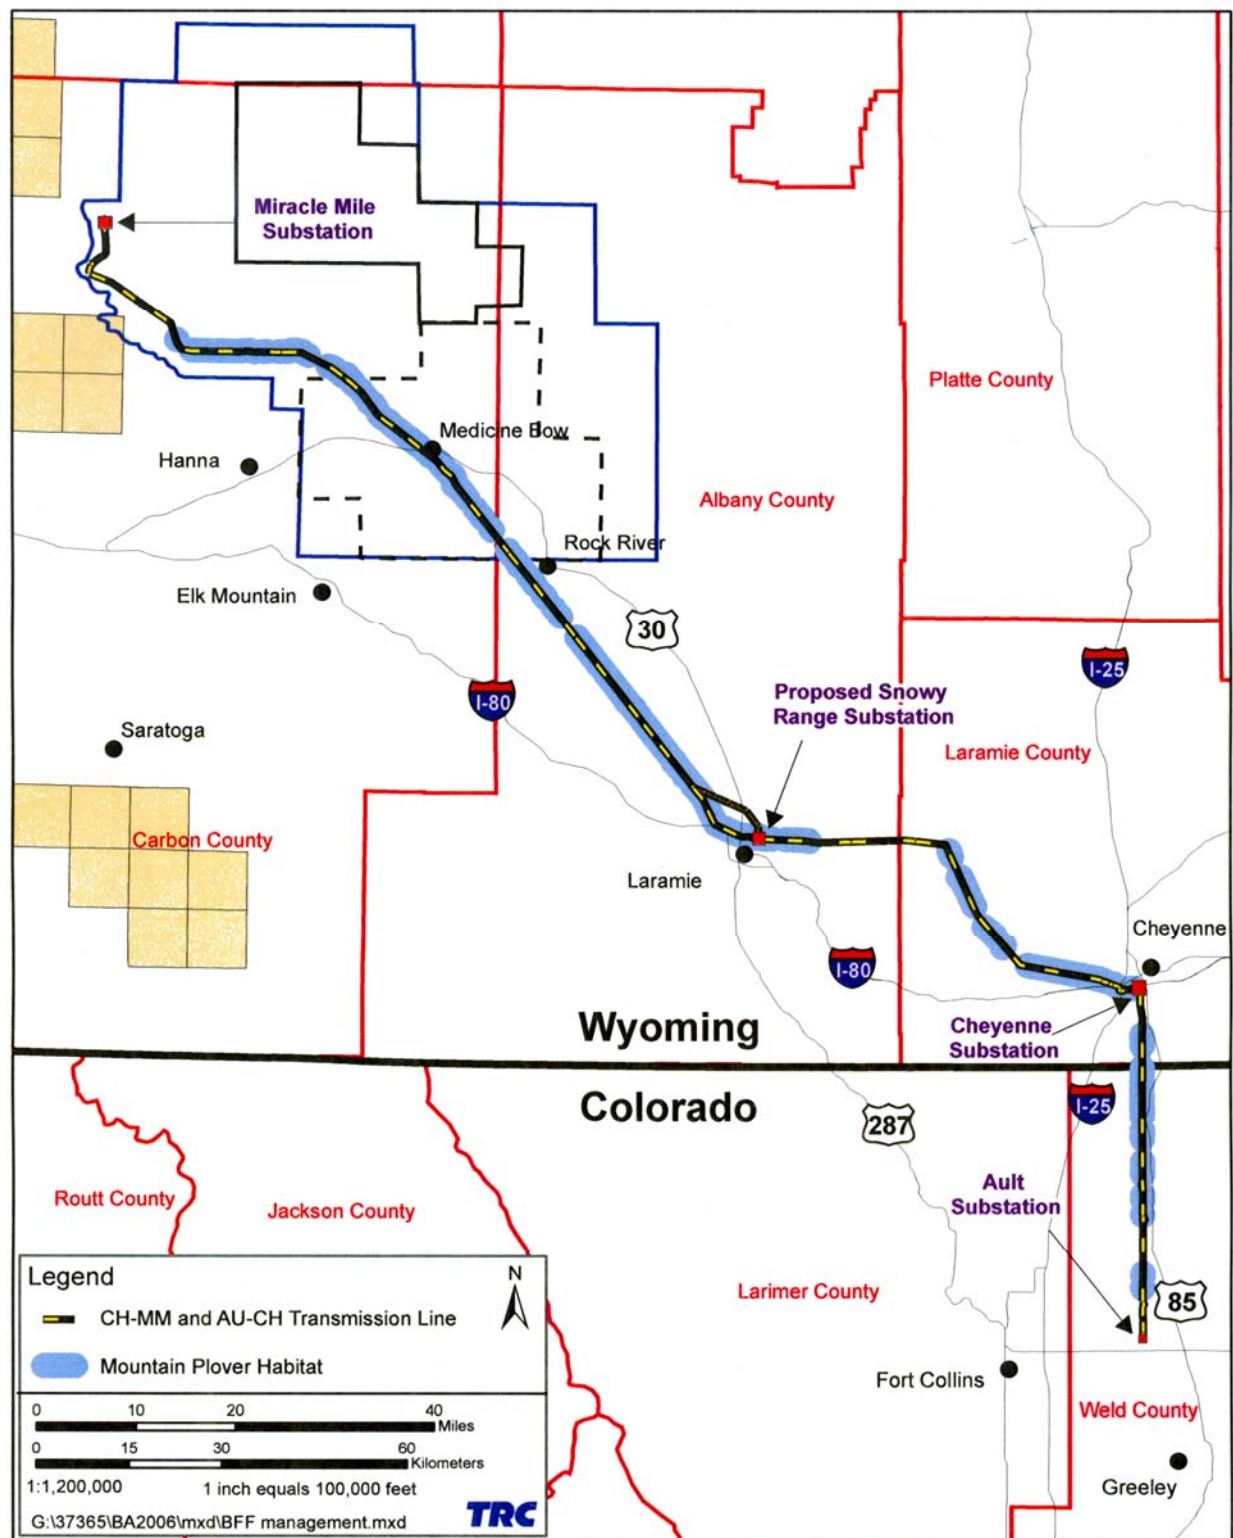 Miracle Mile
Substation
Platte County
Medicine Bow
Hanna
Albany County
Rock River
Elk Mountain
30
I-25
I-80
Proposed Snowy
Range Substation
Saratoga
Laramie County
Carbon County
Laramie
Cheyenne
I-80
Wyoming
Cheyenne
Substation
Colorado
I-25
287
Ault
Substation
Routt County
Jackson County
Larimer County
85
Fort Collins
Weld County
Greeley
Legend
N
CH-MM and AU-CH Transmission Line
Mountain Plover Habitat
0 10 20 40
Miles
0 15 30 60
Kilometers
1:1,200,000 1 inch equals 100,000 feet
G:\37365\BA2006\mxd\BFF management.mxd
TRC